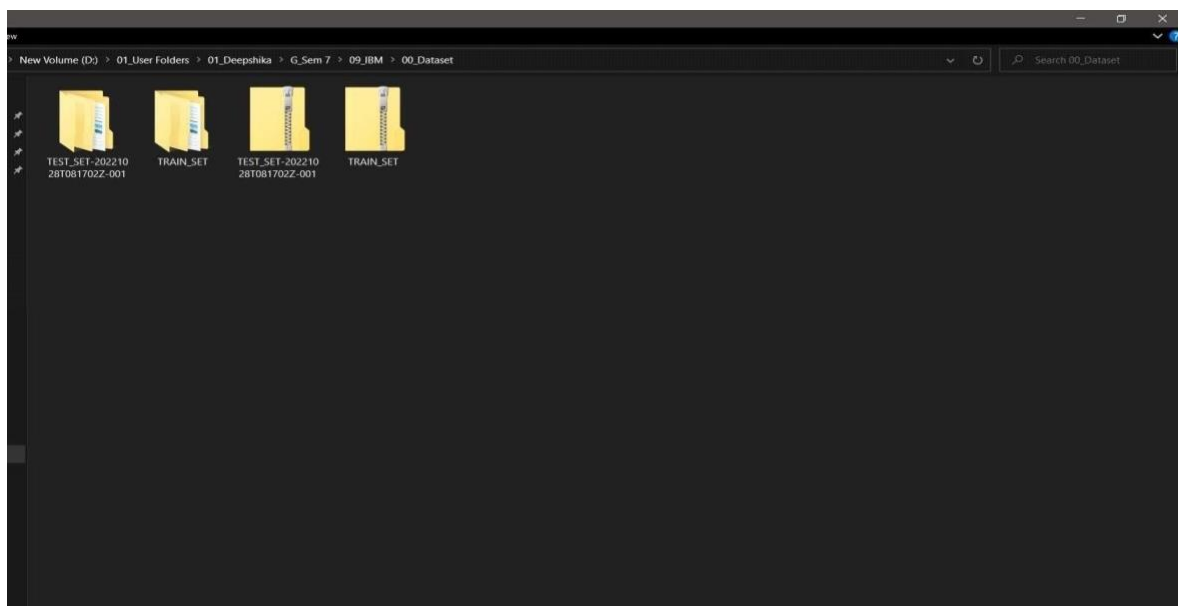 ew
New Volume (D:) > 01_User Folders > 01_Deepshika > G_Sem 7 > 09_IBM > 00_Dataset
Search 00_Dataset
TEST_SET-202210
28T081702Z-001
TRAIN_SET
TEST_SET-202210
28T081702Z-001
TRAIN_SET